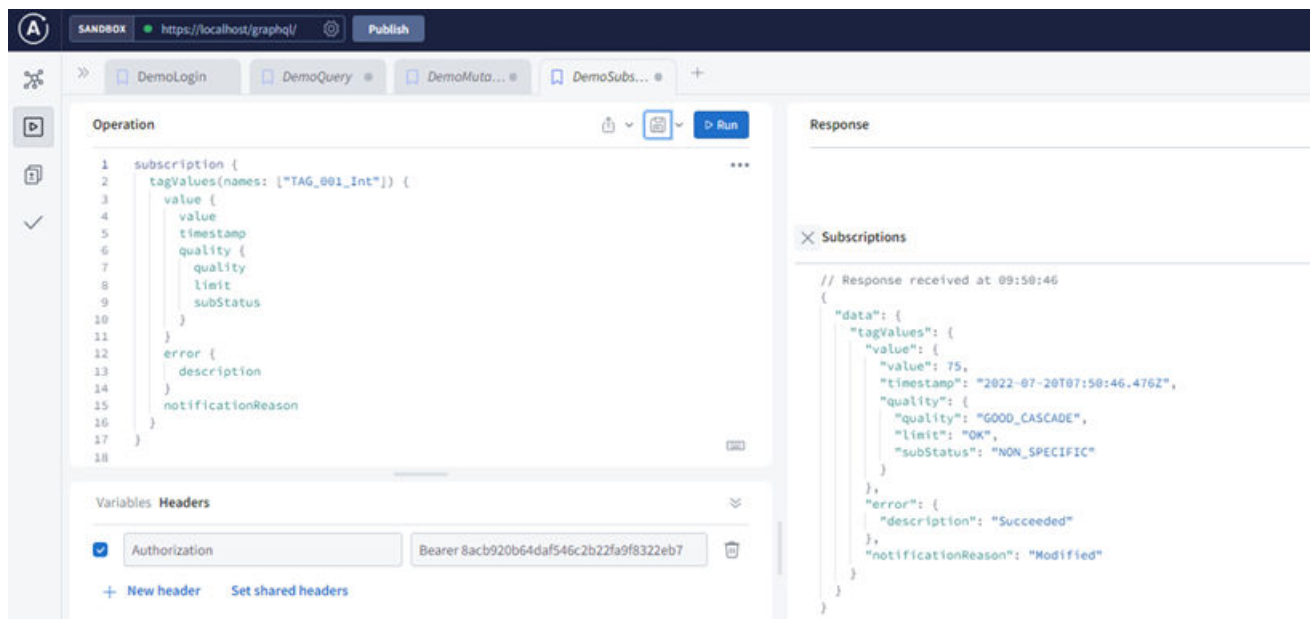 SANDBOX https://localhost/graphql/ Publish
DemoLogin DemoQuery DemoMuta... DemoSubs...
Operation
Run
1 subscription {
2 tagValues(names: ["TAG_001_Int"]) {
3 value {
4 value
5 timestamp
6 quality {
7 quality
8 limit
9 subStatus
10 }
11 }
12 error {
13 description
14 }
15 notificationReason
16 }
17 }
18
Variables Headers
Authorization Bearer 8acb920b64daf546c2b22fa9f8322eb7
+ New header Set shared headers
Response
Subscriptions
// Response received at 09:50:46
{
"data": {
"tagValues": {
"value": {
"value": 75,
"timestamp": "2022-07-20T07:50:46.476Z",
"quality": {
"quality": "GOOD_CASCADE",
"limit": "OK",
"subStatus": "NON_SPECIFIC"
}
},
"error": {
"description": "Succeeded"
},
"notificationReason": "Modified"
}
}
}